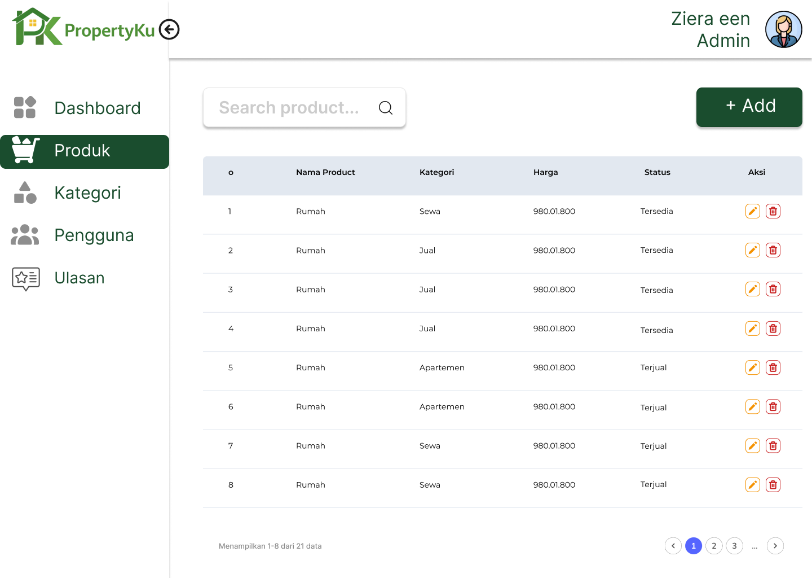 PropertyKu
Ziera een
Admin
Dashboard
Produk
Kategori
Pengguna
Ulasan
Search product...
+ Add
o Nama Product Kategori Harga Status Aksi
1 Rumah Sewa 980.01.800 Tersedia
2 Rumah Jual 980.01.800 Tersedia
3 Rumah Jual 980.01.800 Tersedia
4 Rumah Jual 980.01.800 Tersedia
5 Rumah Apartemen 980.01.800 Terjual
6 Rumah Apartemen 980.01.800 Terjual
7 Rumah Sewa 980.01.800 Terjual
8 Rumah Sewa 980.01.800 Terjual
Menampilkan 1-8 dari 21 data
‹ 1 2 3 ... ›